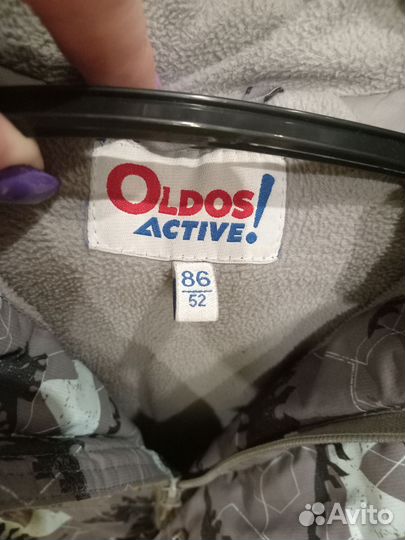 OLDOS
ACTIVE!
86
52
Avito